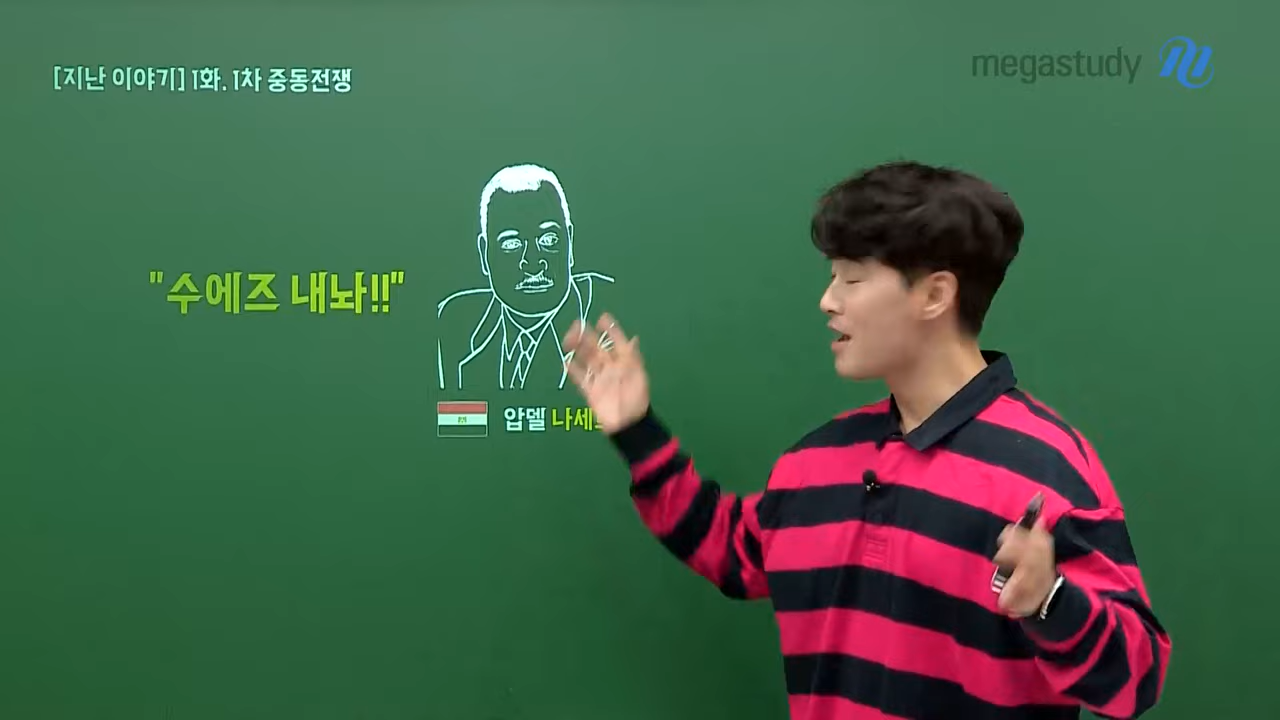 [지난 이야기] 1화. 1차 중동전쟁
megastudy
"수에즈 내놔!!"
압델 나세